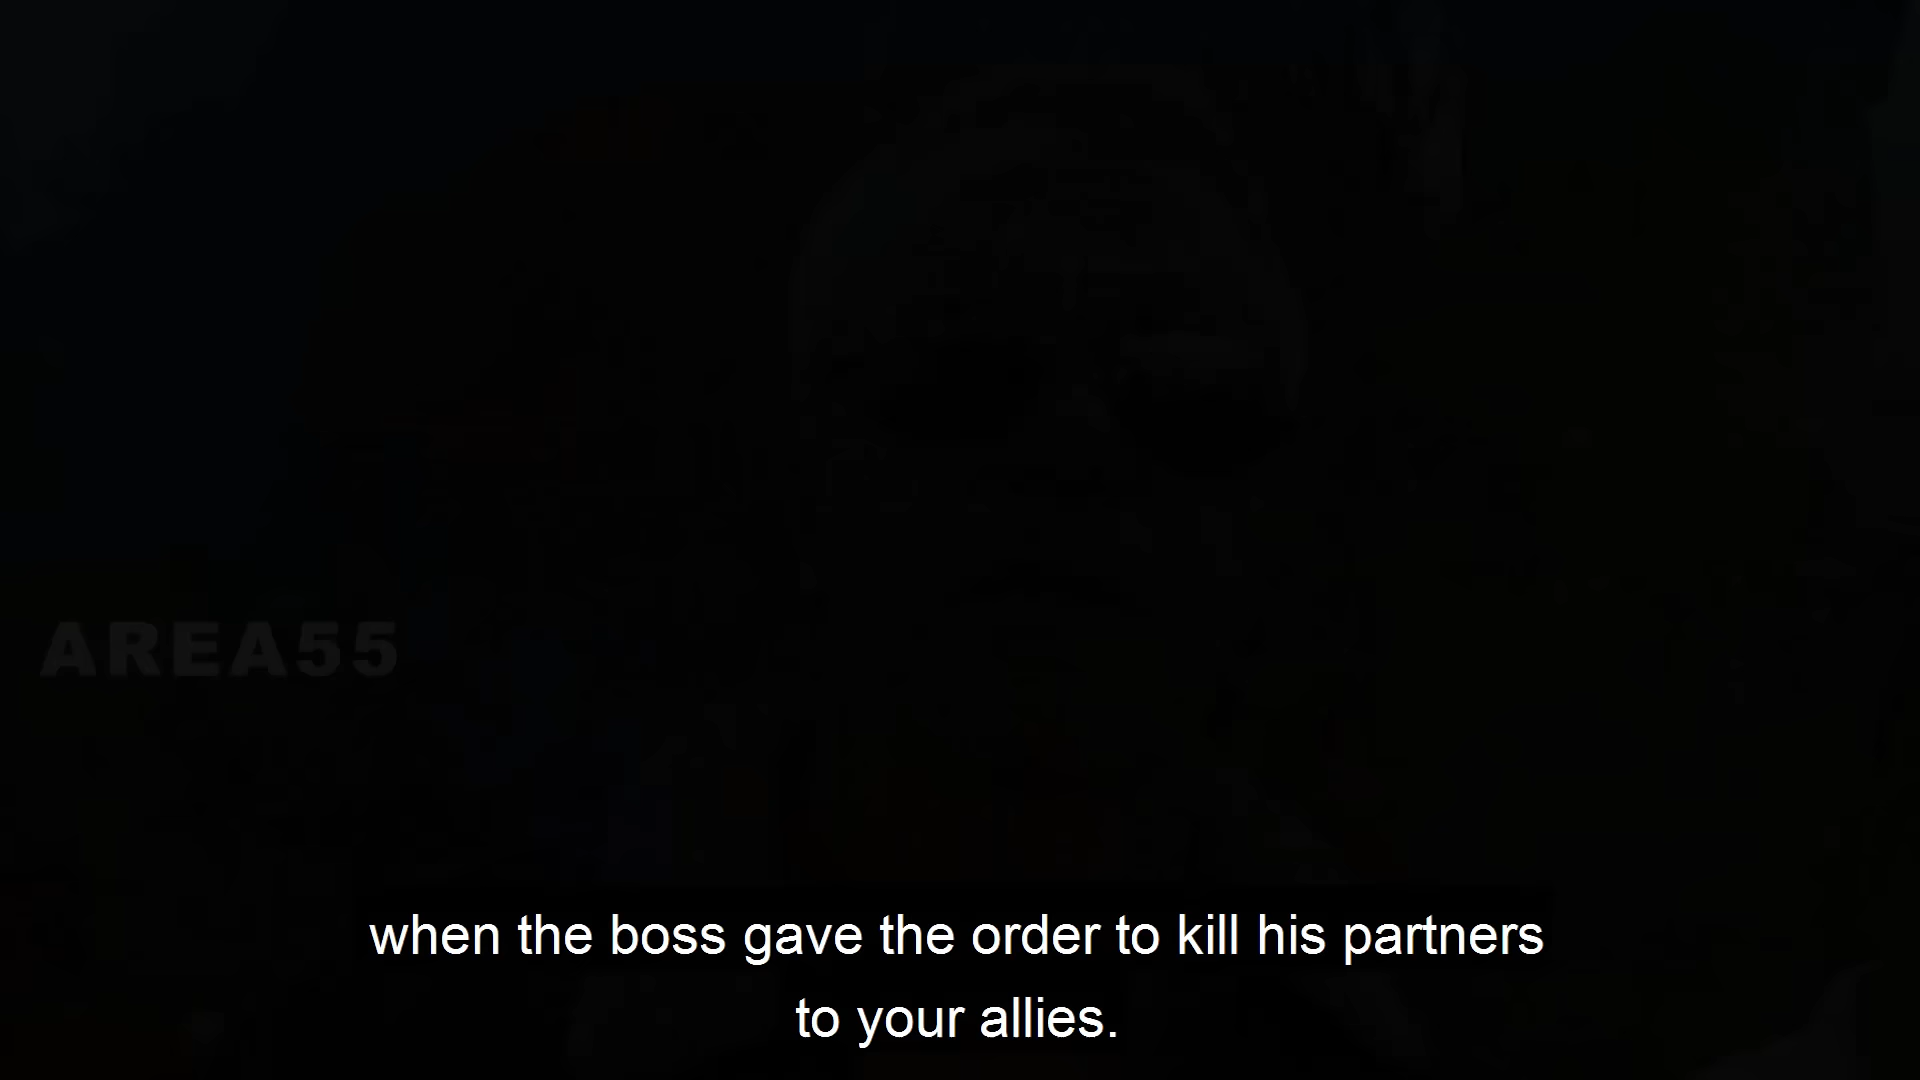 AREA55
when the boss gave the order to kill his partners
to your allies.